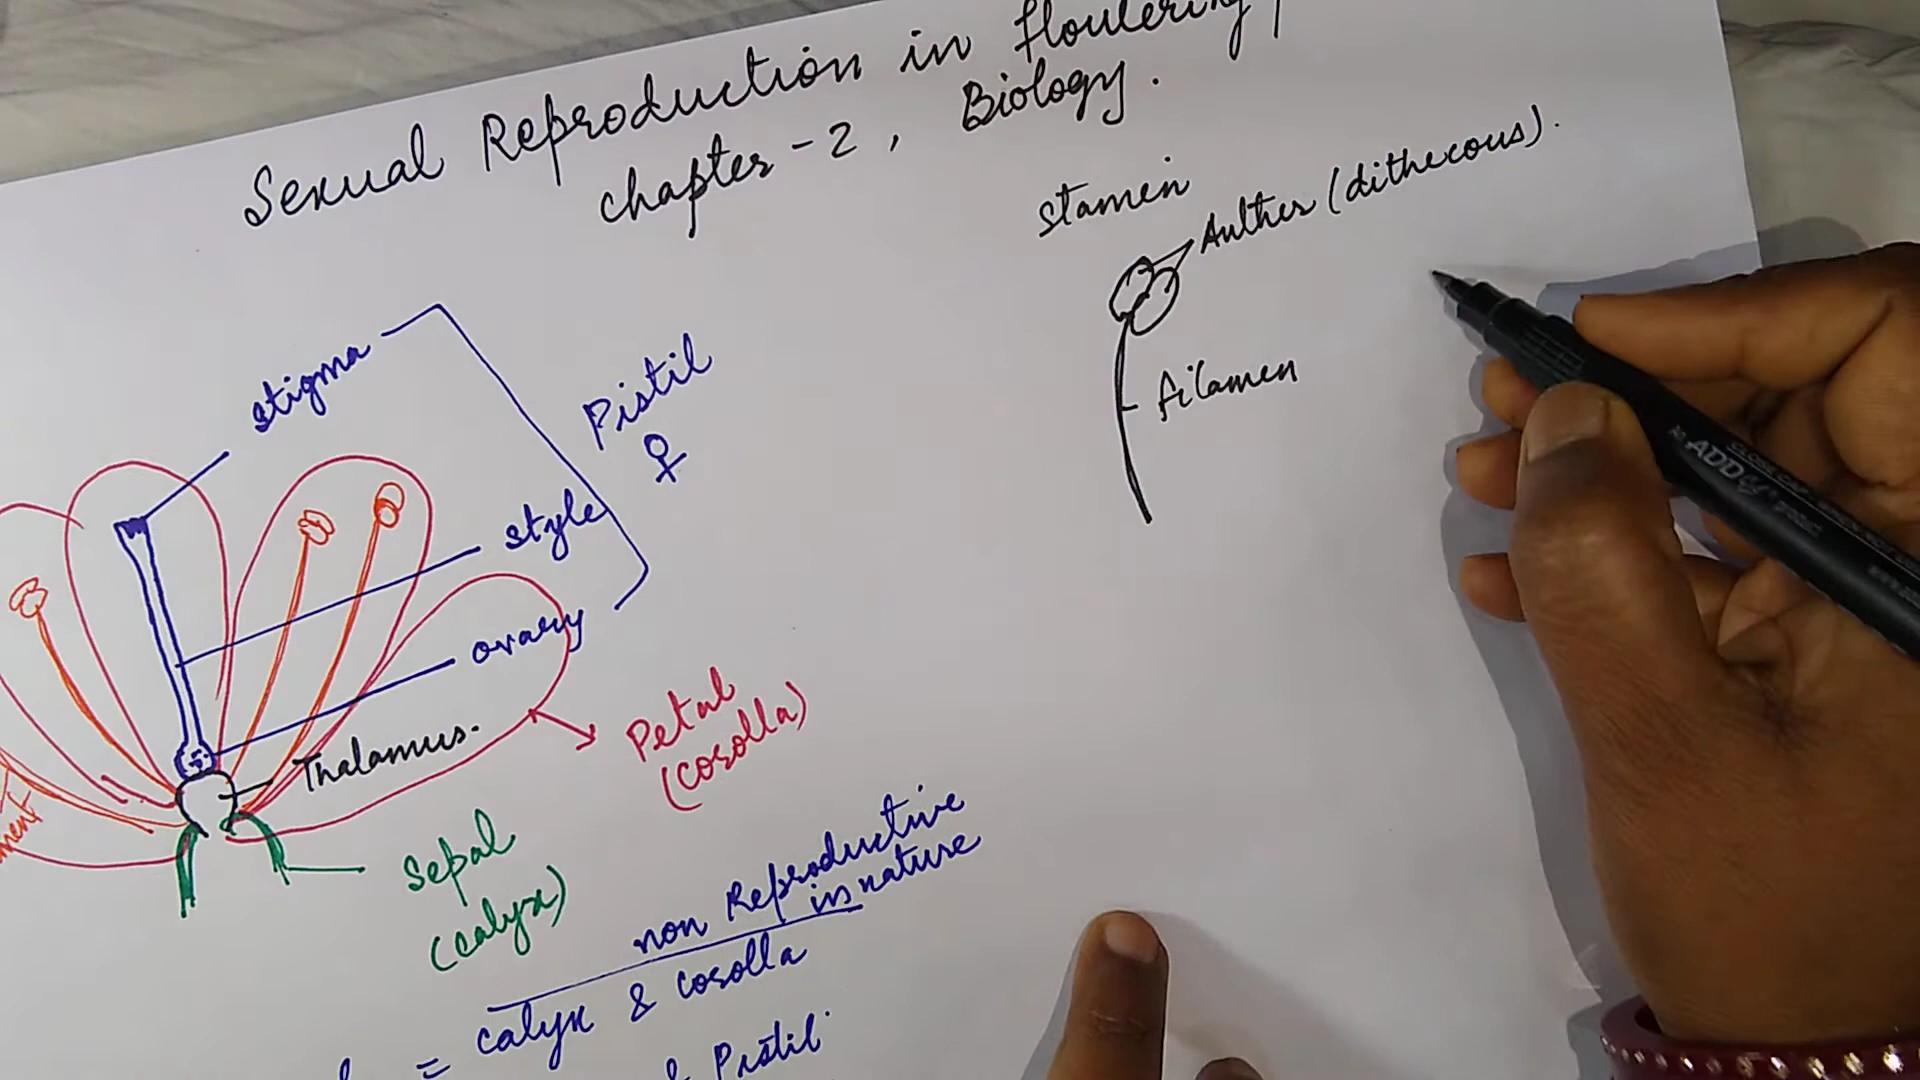 Sexual Reproduction in flowering
chapter - 2 , Biology .
stamen
Anther (dithecous).
filamen
stigma
Pistil
♀
style
ovary
Thalamus.
Petal
(corolla)
Sepal
(calyx)
non Reproductive
in nature
= calyx & corolla
& Pistil
ADD